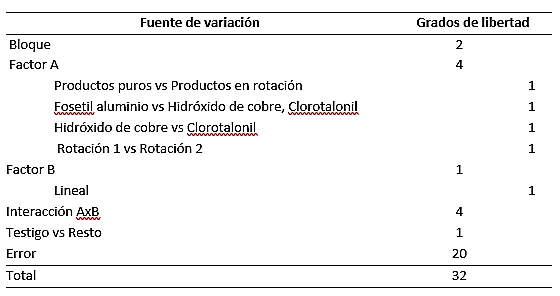 Fuente de variación Grados de libertad
Bloque 2
Factor A 4
Productos puros vs Productos en rotación 1
Fosetil aluminio vs Hidróxido de cobre, Clorotalonil 1
Hidróxido de cobre vs Clorotalonil 1
Rotación 1 vs Rotación 2 1
Factor B 1
Lineal 1
Interacción AxB 4
Testigo vs Resto 1
Error 20
Total 32